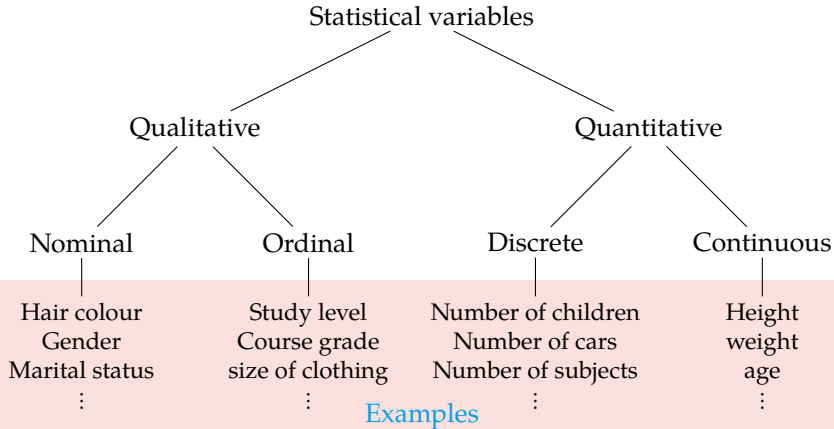 Statistical variables
Qualitative Quantitative
Nominal Ordinal Discrete Continuous
Hair colour Study level Number of children Height
Gender Course grade Number of cars weight
Marital status size of clothing Number of subjects age
⋮ ⋮ ⋮ ⋮
Examples